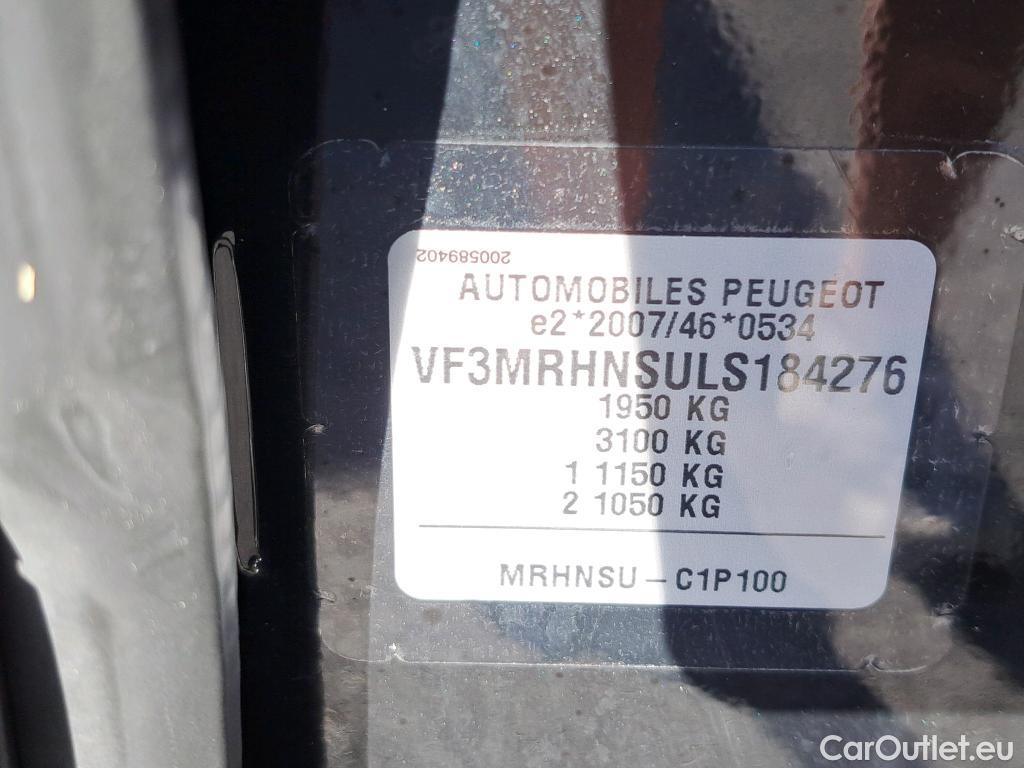 200589402
AUTOMOBILES PEUGEOT
e2*2007/46*0534
VF3MRHNSULS184276
1950 KG
3100 KG
1 1150 KG
2 1050 KG
MRHNSU - C1P100
CarOutlet.eu